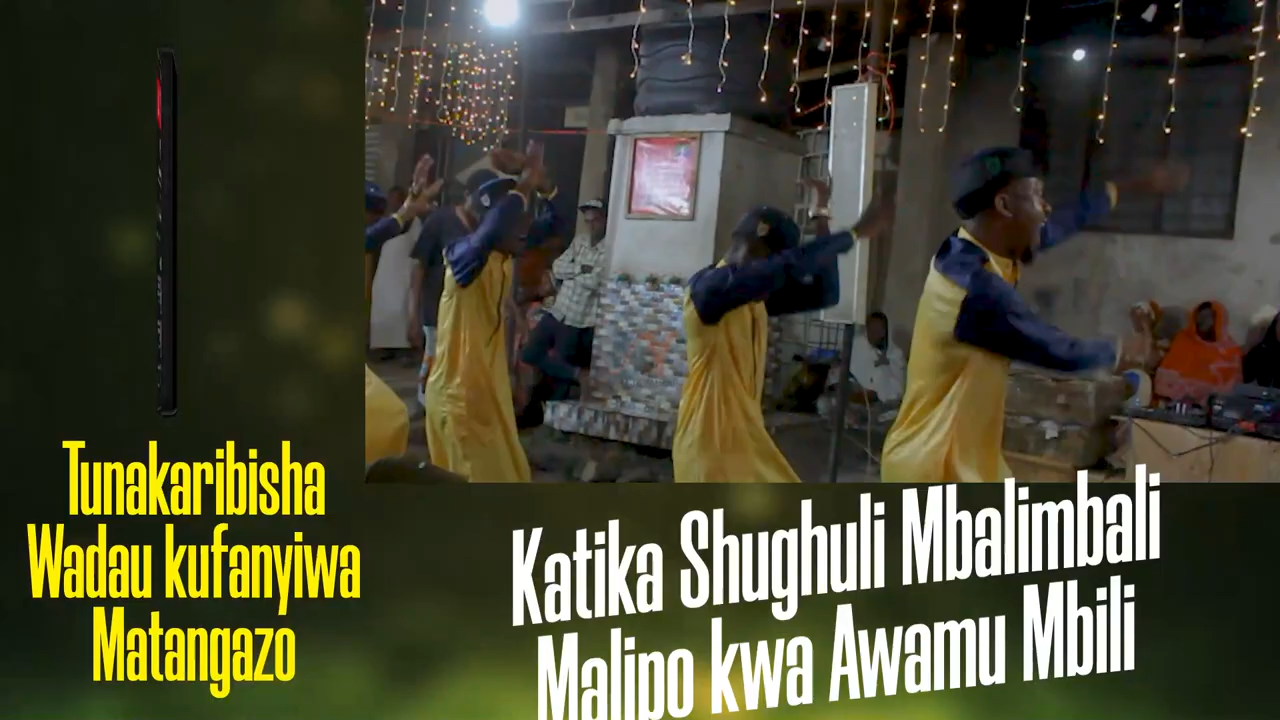 Tunakaribisha
Wadau kufanyiwa
Matangazo
Katika Shughuli Mbalimbali
Malipo kwa Awamu Mbili